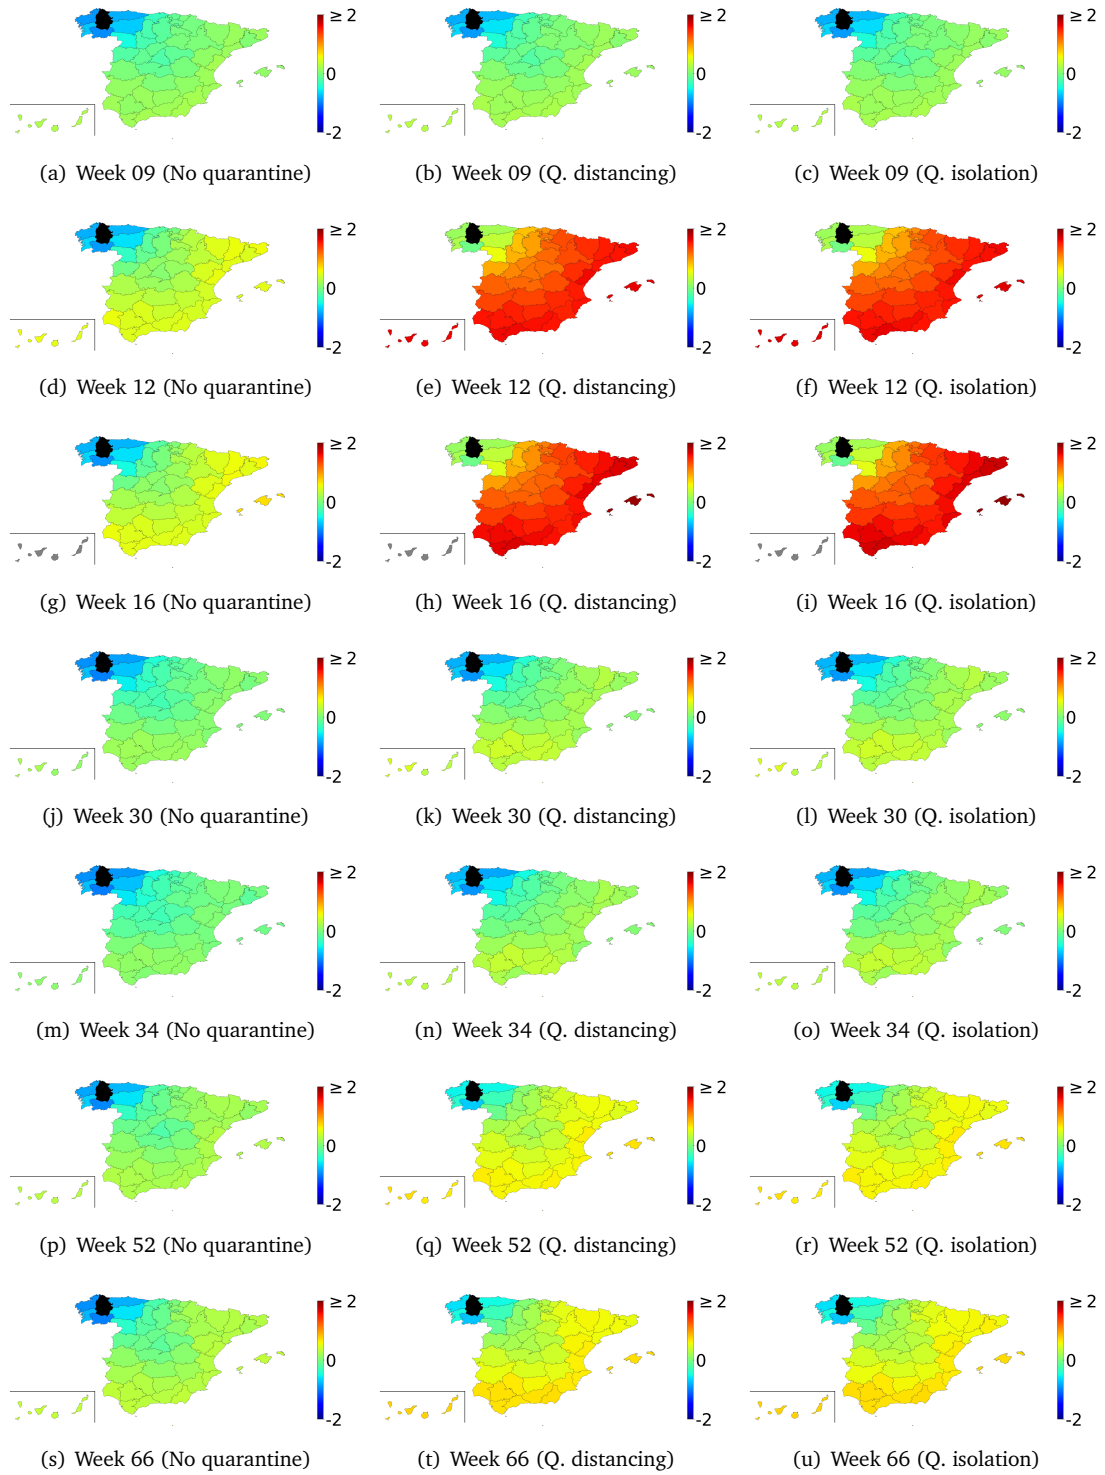 ≥ 2 ≥ 2 ≥ 2
0 0 0
-2 -2 -2
(a) Week 09 (No quarantine) (b) Week 09 (Q. distancing) (c) Week 09 (Q. isolation)
≥ 2 ≥ 2 ≥ 2
0 0 0
-2 -2 -2
(d) Week 12 (No quarantine) (e) Week 12 (Q. distancing) (f) Week 12 (Q. isolation)
≥ 2 ≥ 2 ≥ 2
0 0 0
-2 -2 -2
(g) Week 16 (No quarantine) (h) Week 16 (Q. distancing) (i) Week 16 (Q. isolation)
≥ 2 ≥ 2 ≥ 2
0 0 0
-2 -2 -2
(j) Week 30 (No quarantine) (k) Week 30 (Q. distancing) (l) Week 30 (Q. isolation)
≥ 2 ≥ 2 ≥ 2
0 0 0
-2 -2 -2
(m) Week 34 (No quarantine) (n) Week 34 (Q. distancing) (o) Week 34 (Q. isolation)
≥ 2 ≥ 2 ≥ 2
0 0 0
-2 -2 -2
(p) Week 52 (No quarantine) (q) Week 52 (Q. distancing) (r) Week 52 (Q. isolation)
≥ 2 ≥ 2 ≥ 2
0 0 0
-2 -2 -2
(s) Week 66 (No quarantine) (t) Week 66 (Q. distancing) (u) Week 66 (Q. isolation)